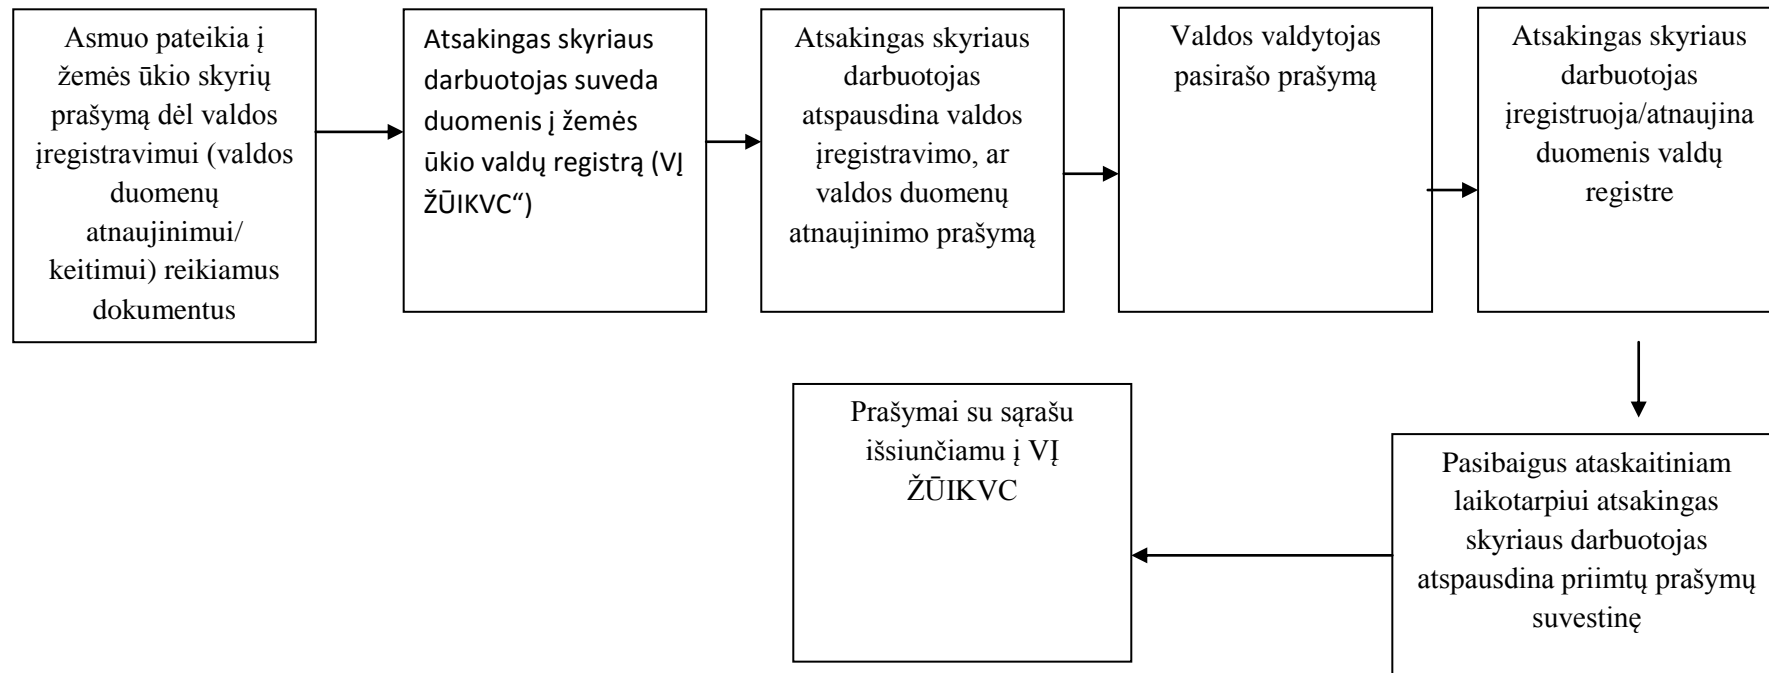 Asmuo pateikia į
žemės ūkio skyrių
prašymą dėl valdos
įregistravimui (valdos
duomenų
atnaujinimui/
keitimui) reikiamus
dokumentus
Atsakingas skyriaus
darbuotojas suveda
duomenis į žemės
ūkio valdų registrą (VĮ
ŽŪIKVC“)
Atsakingas skyriaus
darbuotojas
atspausdina valdos
įregistravimo, ar
valdos duomenų
atnaujinimo prašymą
Valdos valdytojas
pasirašo prašymą
Atsakingas skyriaus
darbuotojas
įregistruoja/atnaujina
duomenis valdų
registre
Pasibaigus ataskaitiniam
laikotarpiui atsakingas
skyriaus darbuotojas
atspausdina priimtų prašymų
suvestinę
Prašymai su sąrašu
išsiunčiamu į VĮ
ŽŪIKVC